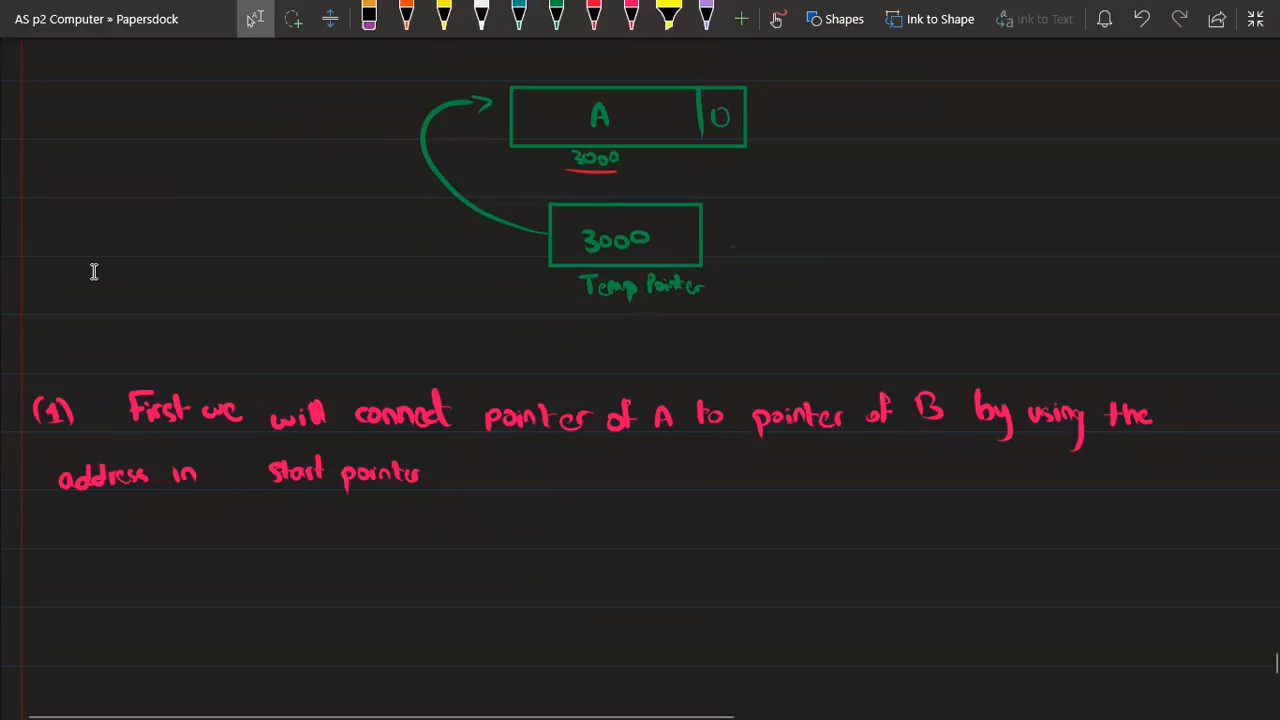 AS p2 Computer » Papersdock
Shapes
Ink to Shape
Ink to Text
A 0
3000
3000
Temp Pointer
(1) First we will connect pointer of A to pointer of B by using the
address in start pointer